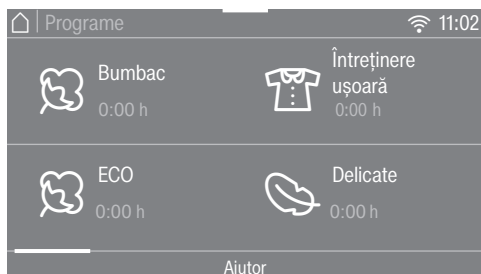 Programe 11:02
Bumbac
0:00 h
Întreținere
ușoară
0:00 h
ECO
0:00 h
Delicate
0:00 h
Ajutor